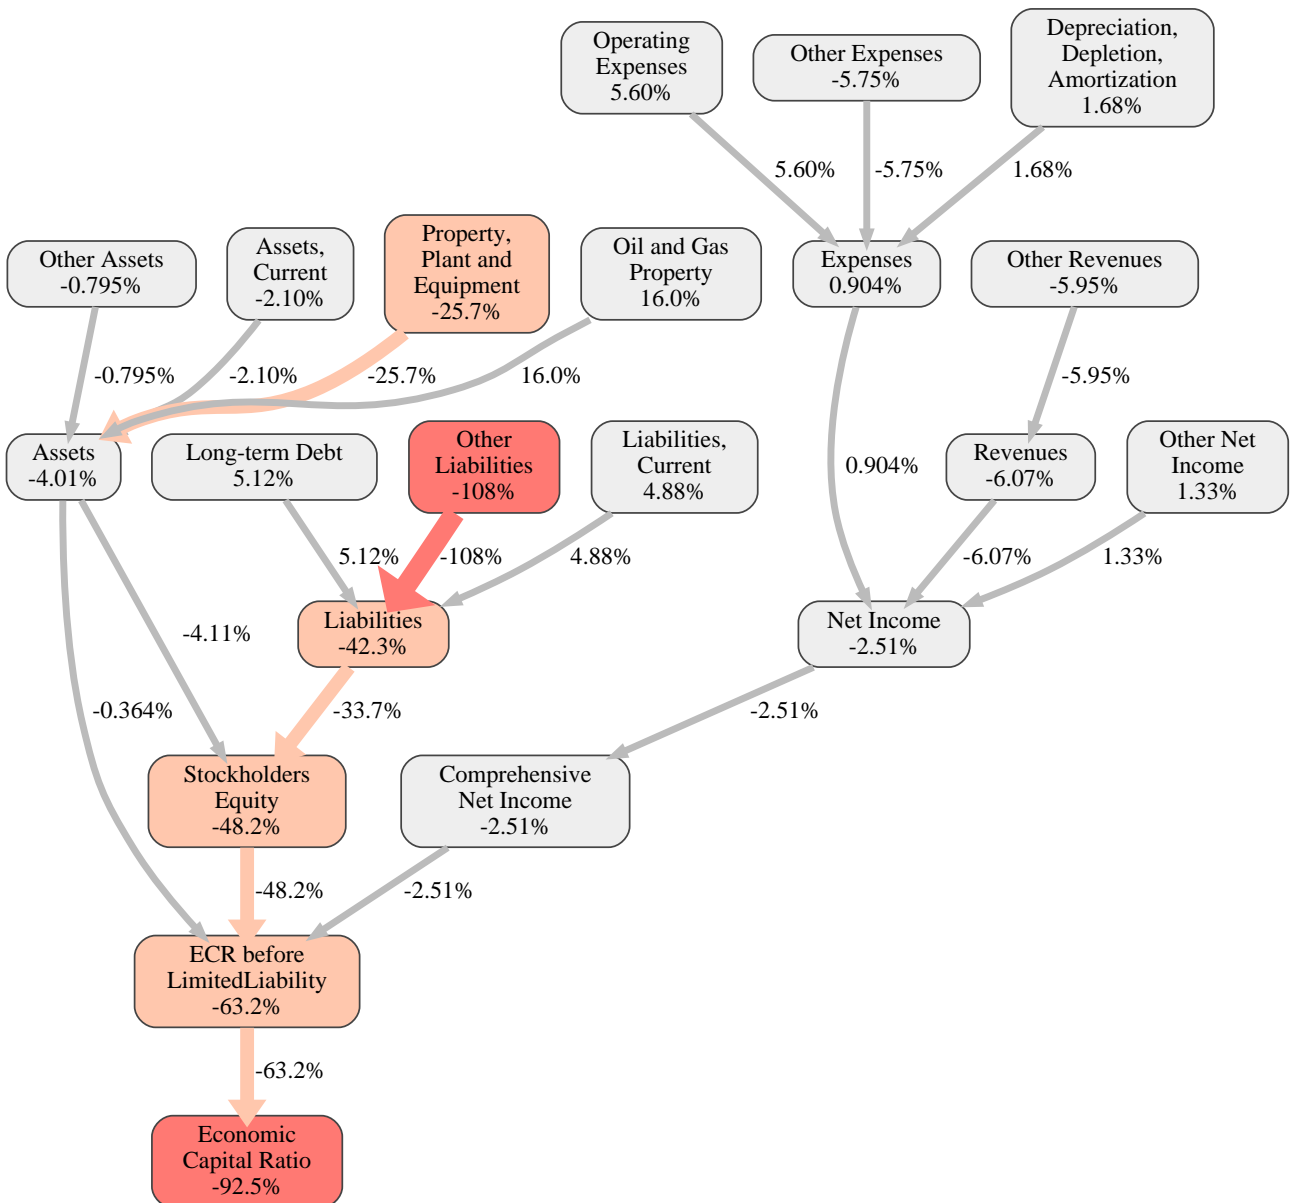 Operating
Expenses
5.60%
Other Expenses
-5.75%
Depreciation,
Depletion,
Amortization
1.68%
5.60%
-5.75%
1.68%
Other Assets
-0.795%
Assets,
Current
-2.10%
Property,
Plant and
Equipment
-25.7%
Oil and Gas
Property
16.0%
Expenses
0.904%
Other Revenues
-5.95%
-0.795%
-2.10%
-25.7%
16.0%
-5.95%
Assets
-4.01%
Long-term Debt
5.12%
Other
Liabilities
-108%
Liabilities,
Current
4.88%
0.904%
Revenues
-6.07%
Other Net
Income
1.33%
5.12%
-108%
4.88%
-6.07%
1.33%
-4.11%
Liabilities
-42.3%
Net Income
-2.51%
-0.364%
-33.7%
-2.51%
Stockholders
Equity
-48.2%
Comprehensive
Net Income
-2.51%
-48.2%
-2.51%
ECR before
LimitedLiability
-63.2%
-63.2%
Economic
Capital Ratio
-92.5%